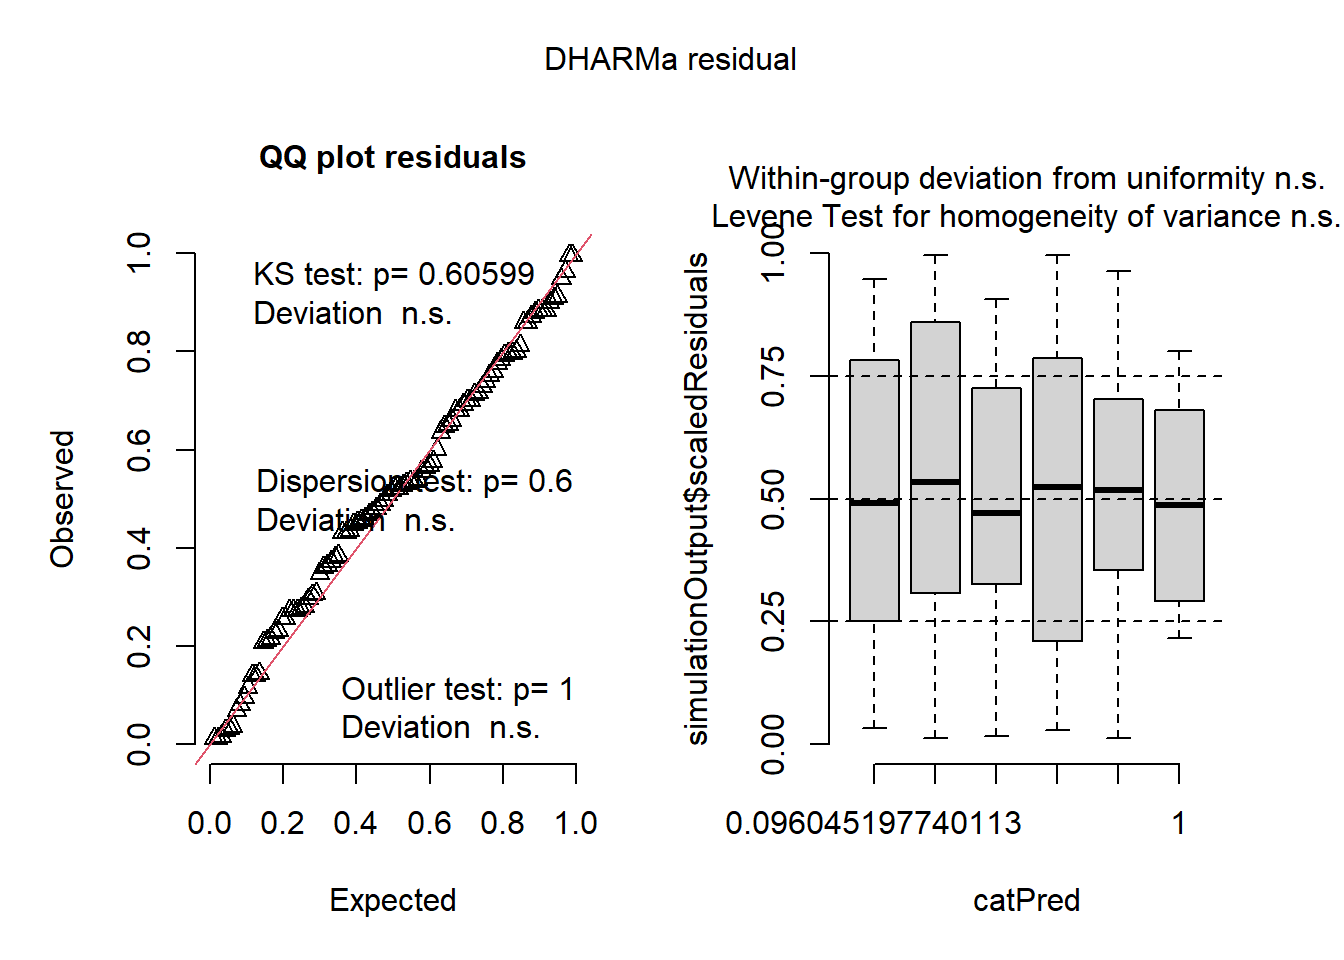 DHARMa residual
QQ plot residuals
KS test: p= 0.60599
Deviation  n.s.
Dispersion test: p= 0.6
Deviation  n.s.
Outlier test: p= 1
Deviation  n.s.
Observed
0.0 0.2 0.4 0.6 0.8 1.0
0.0 0.2 0.4 0.6 0.8 1.0
Expected
Within-group deviation from uniformity n.s.
Levene Test for homogeneity of variance n.s.
simulationOutput$scaledResiduals
0.00 0.25 0.50 0.75 1.00
0.096045197740113 1
catPred